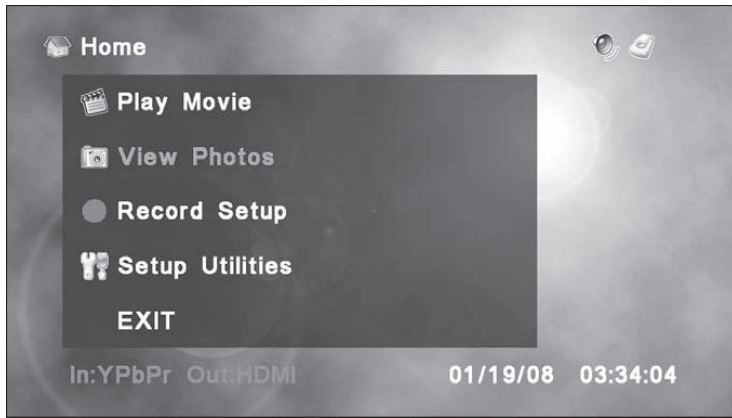 Home
Play Movie
View Photos
Record Setup
Setup Utilities
EXIT
In:YPbPr Out:HDMI 01/19/08 03:34:04